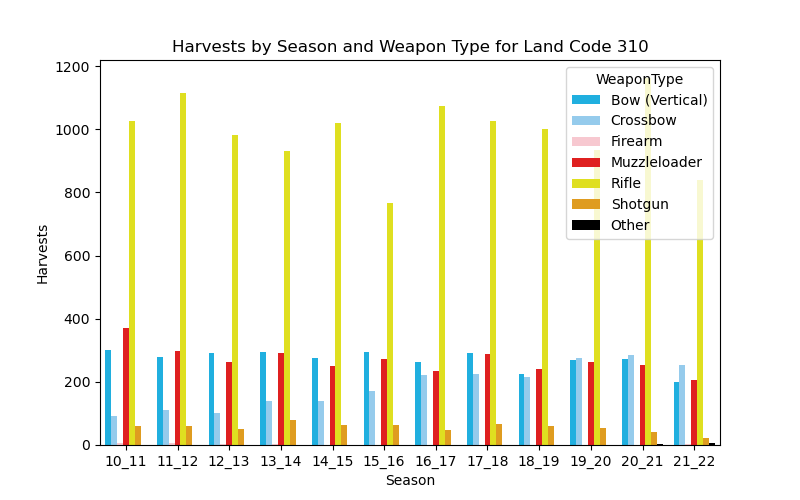 Harvests by Season and Weapon Type for Land Code 310
1200
1000
800
600
400
200
0
Harvests
WeaponType
Bow (Vertical)
Crossbow
Firearm
Muzzleloader
Rifle
Shotgun
Other
10_11 11_12 12_13 13_14 14_15 15_16 16_17 17_18 18_19 19_20 20_21 21_22
Season